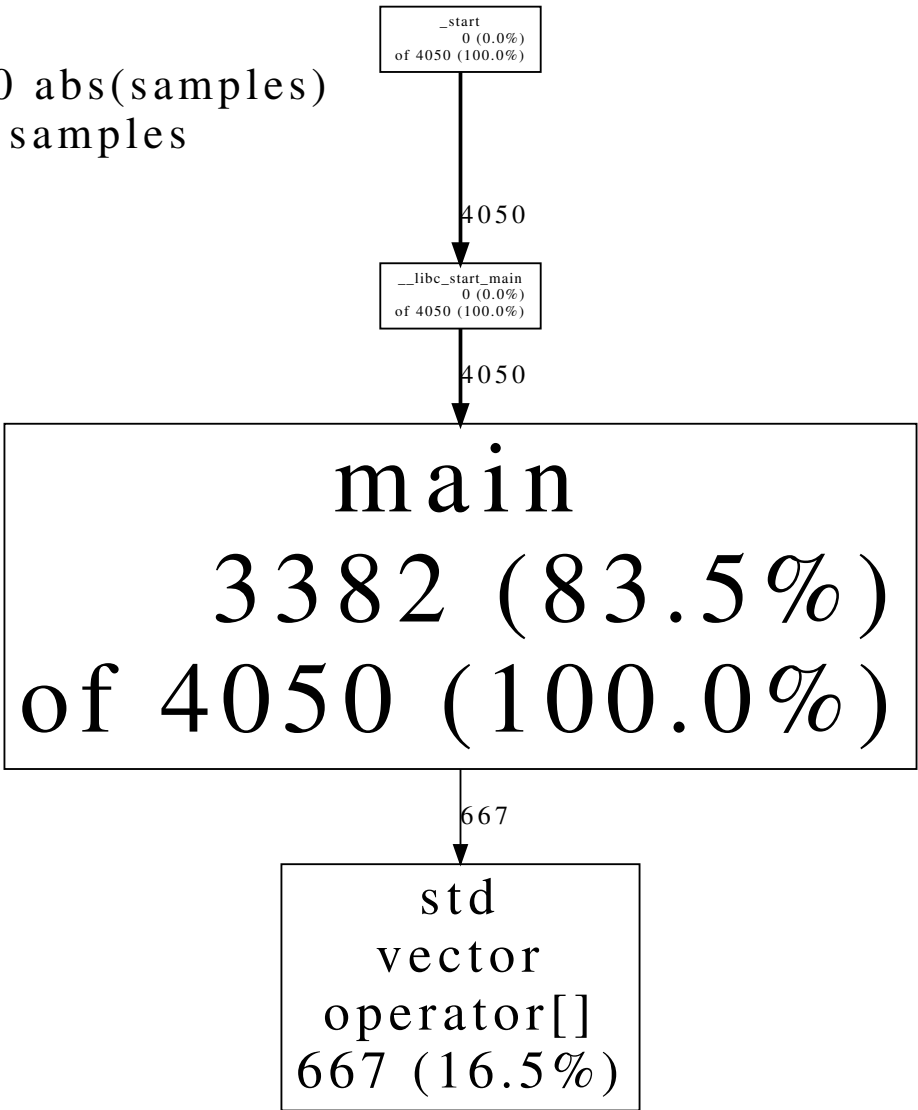 _start
0 (0.0%)
of 4050 (100.0%)
0 abs(samples)
samples
4050
__libc_start_main
0 (0.0%)
of 4050 (100.0%)
4050
main
3382 (83.5%)
of 4050 (100.0%)
667
std
vector
operator[]
667 (16.5%)